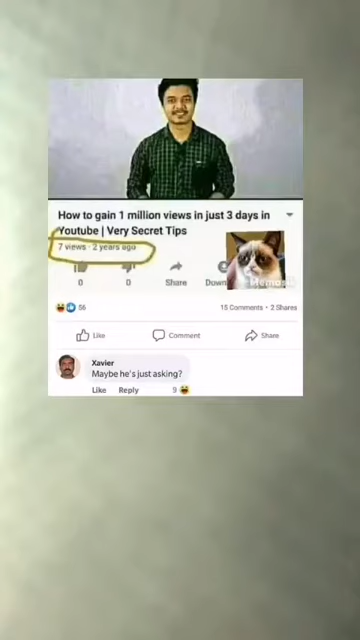 How to gain 1 million views in just 3 days in
Youtube | Very Secret Tips
7 views · 2 years ago
0 0 Share Down
56 15 Comments · 2 Shares
Like Comment Share
Xavier
Maybe he's just asking?
Like Reply 9